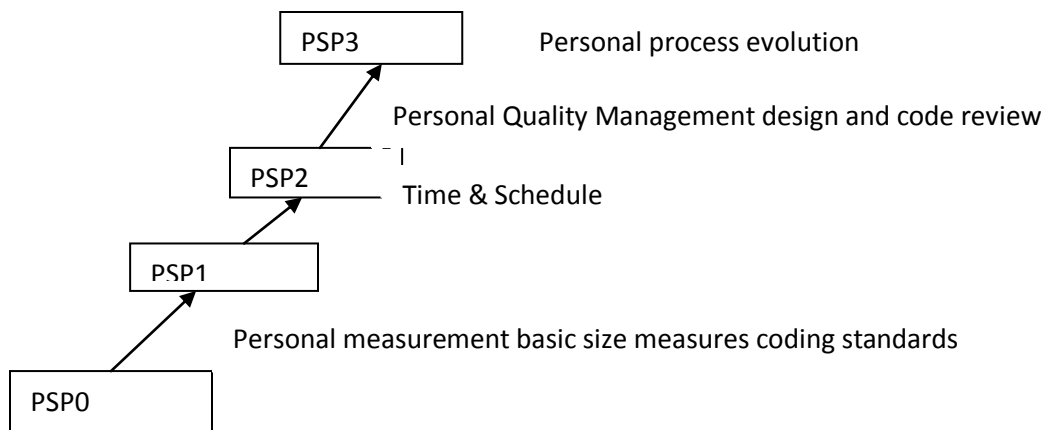 PSP3 Personal process evolution
Personal Quality Management design and code review
PSP2
Time & Schedule
PSP1
Personal measurement basic size measures coding standards
PSP0